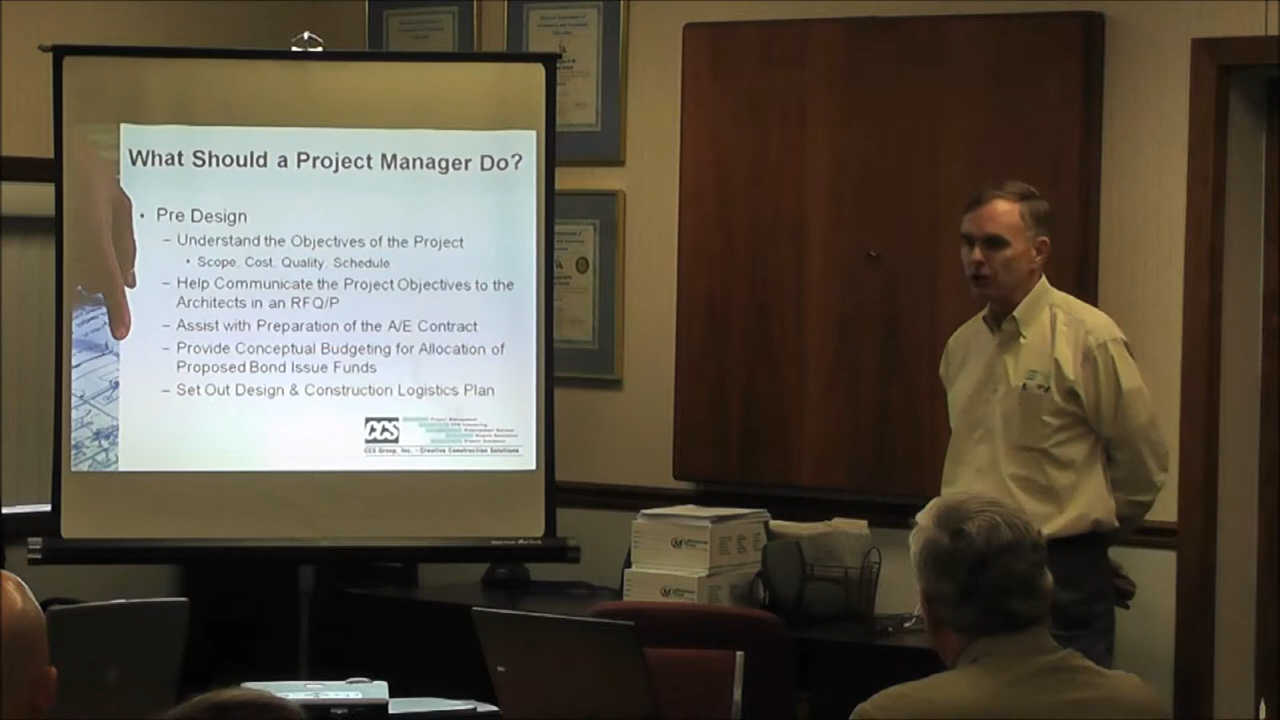 What Should a Project Manager Do?
• Pre Design
– Understand the Objectives of the Project
• Scope, Cost, Quality, Schedule
– Help Communicate the Project Objectives to the
Architects in an RFQ/P
– Assist with Preparation of the A/E Contract
– Provide Conceptual Budgeting for Allocation of
Proposed Bond Issue Funds
– Set Out Design & Construction Logistics Plan
CCS
Project Management
CCS Group, Inc. - Creative Construction Solutions